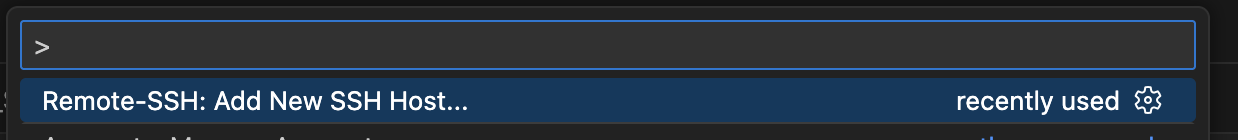 >
Remote-SSH: Add New SSH Host... recently used